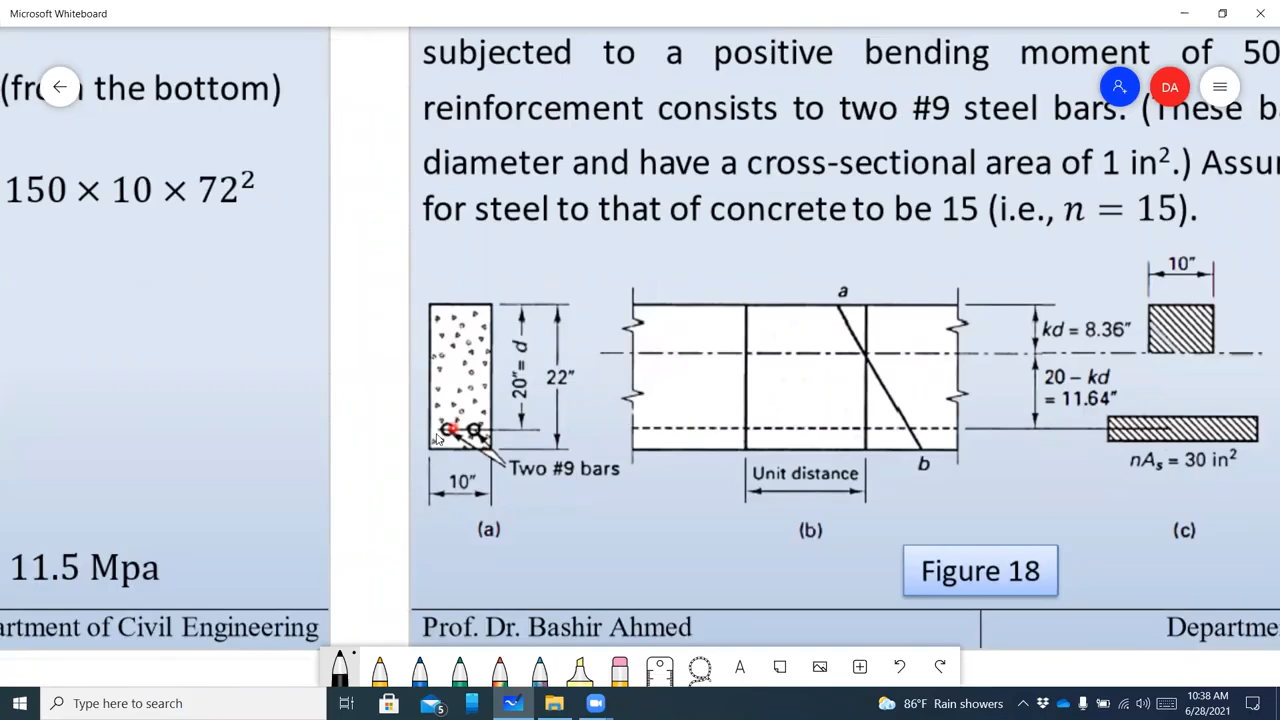 Microsoft Whiteboard
(from the bottom)
150 × 10 × 72²
11.5 Mpa
artment of Civil Engineering
subjected to a positive bending moment of 50
reinforcement consists to two #9 steel bars. (These ba
diameter and have a cross-sectional area of 1 in².) Assu
for steel to that of concrete to be 15 (i.e., n = 15).
DA
20" = d
22"
Two #9 bars
10"
(a)
a
b
Unit distance
(b)
10"
kd = 8.36"
20 – kd
= 11.64"
nAs = 30 in²
(c)
Figure 18
Prof. Dr. Bashir Ahmed
Departme
A
Type here to search
5
86°F Rain showers
10:38 AM
6/28/2021